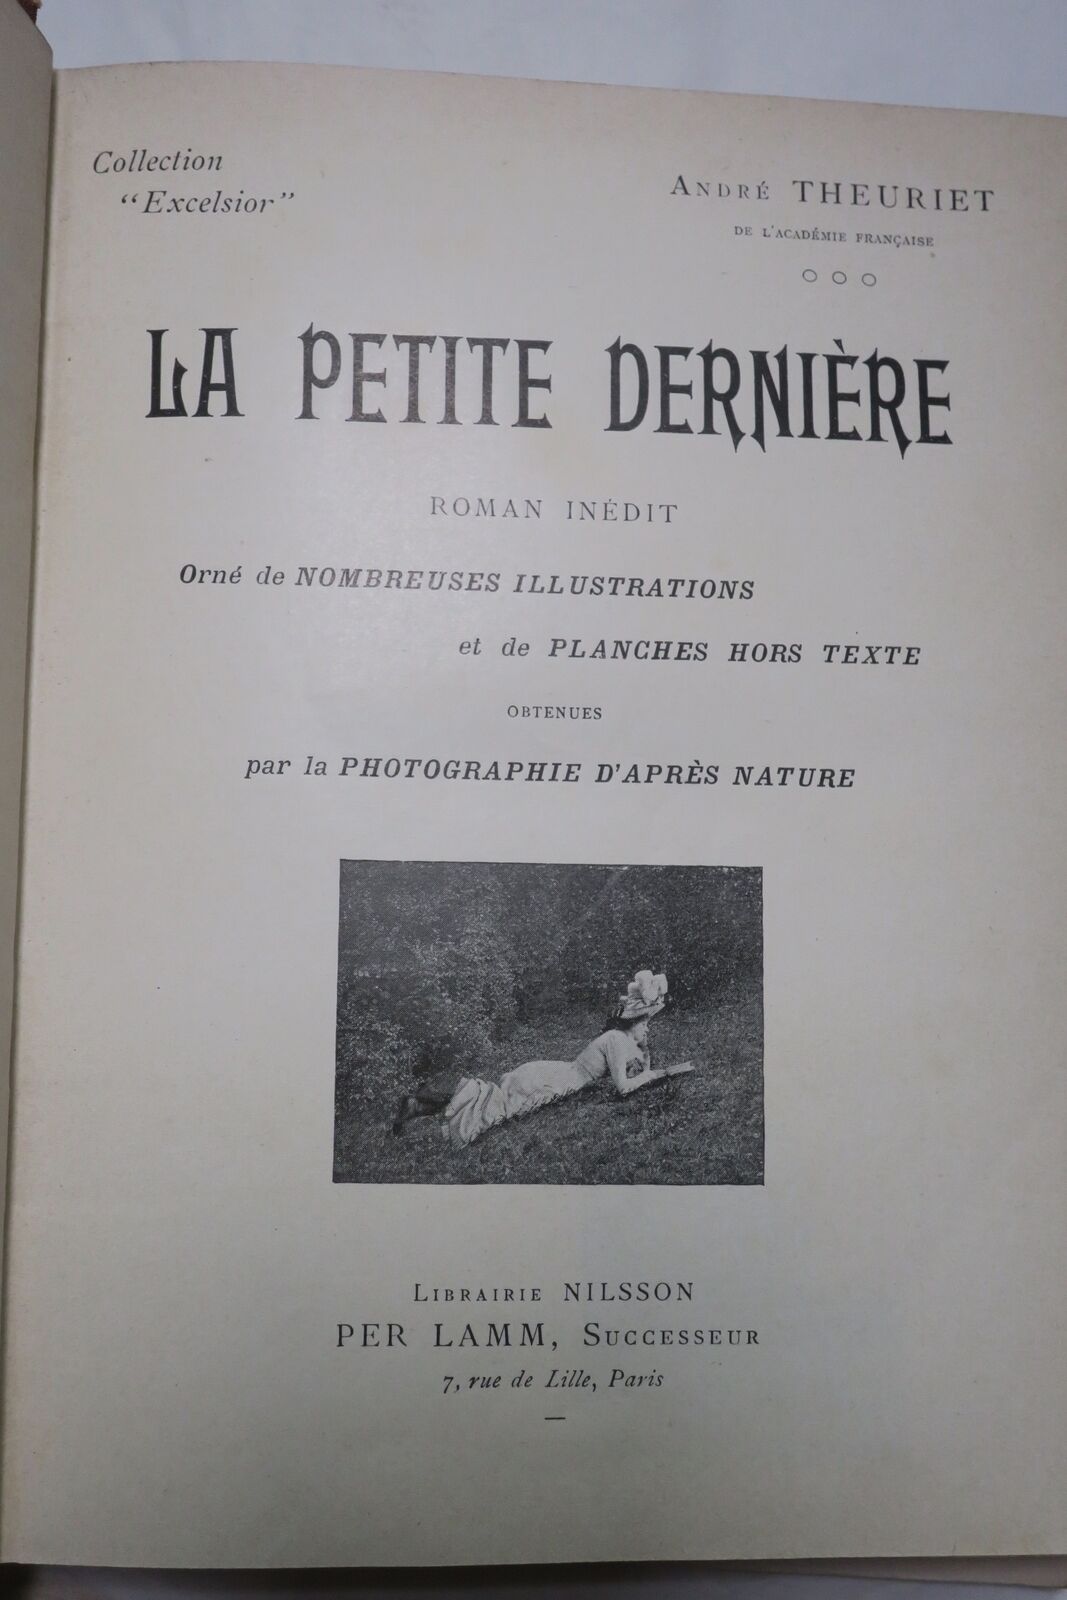 Collection
“Excelsior”
ANDRÉ THEURIET
DE L'ACADÉMIE FRANÇAISE
LA PETITE DERNIÈRE
ROMAN INÉDIT
Orné de NOMBREUSES ILLUSTRATIONS
et de PLANCHES HORS TEXTE
OBTENUES
par la PHOTOGRAPHIE D'APRÈS NATURE
LIBRAIRIE NILSSON
PER LAMM, SUCCESSEUR
7, rue de Lille, Paris